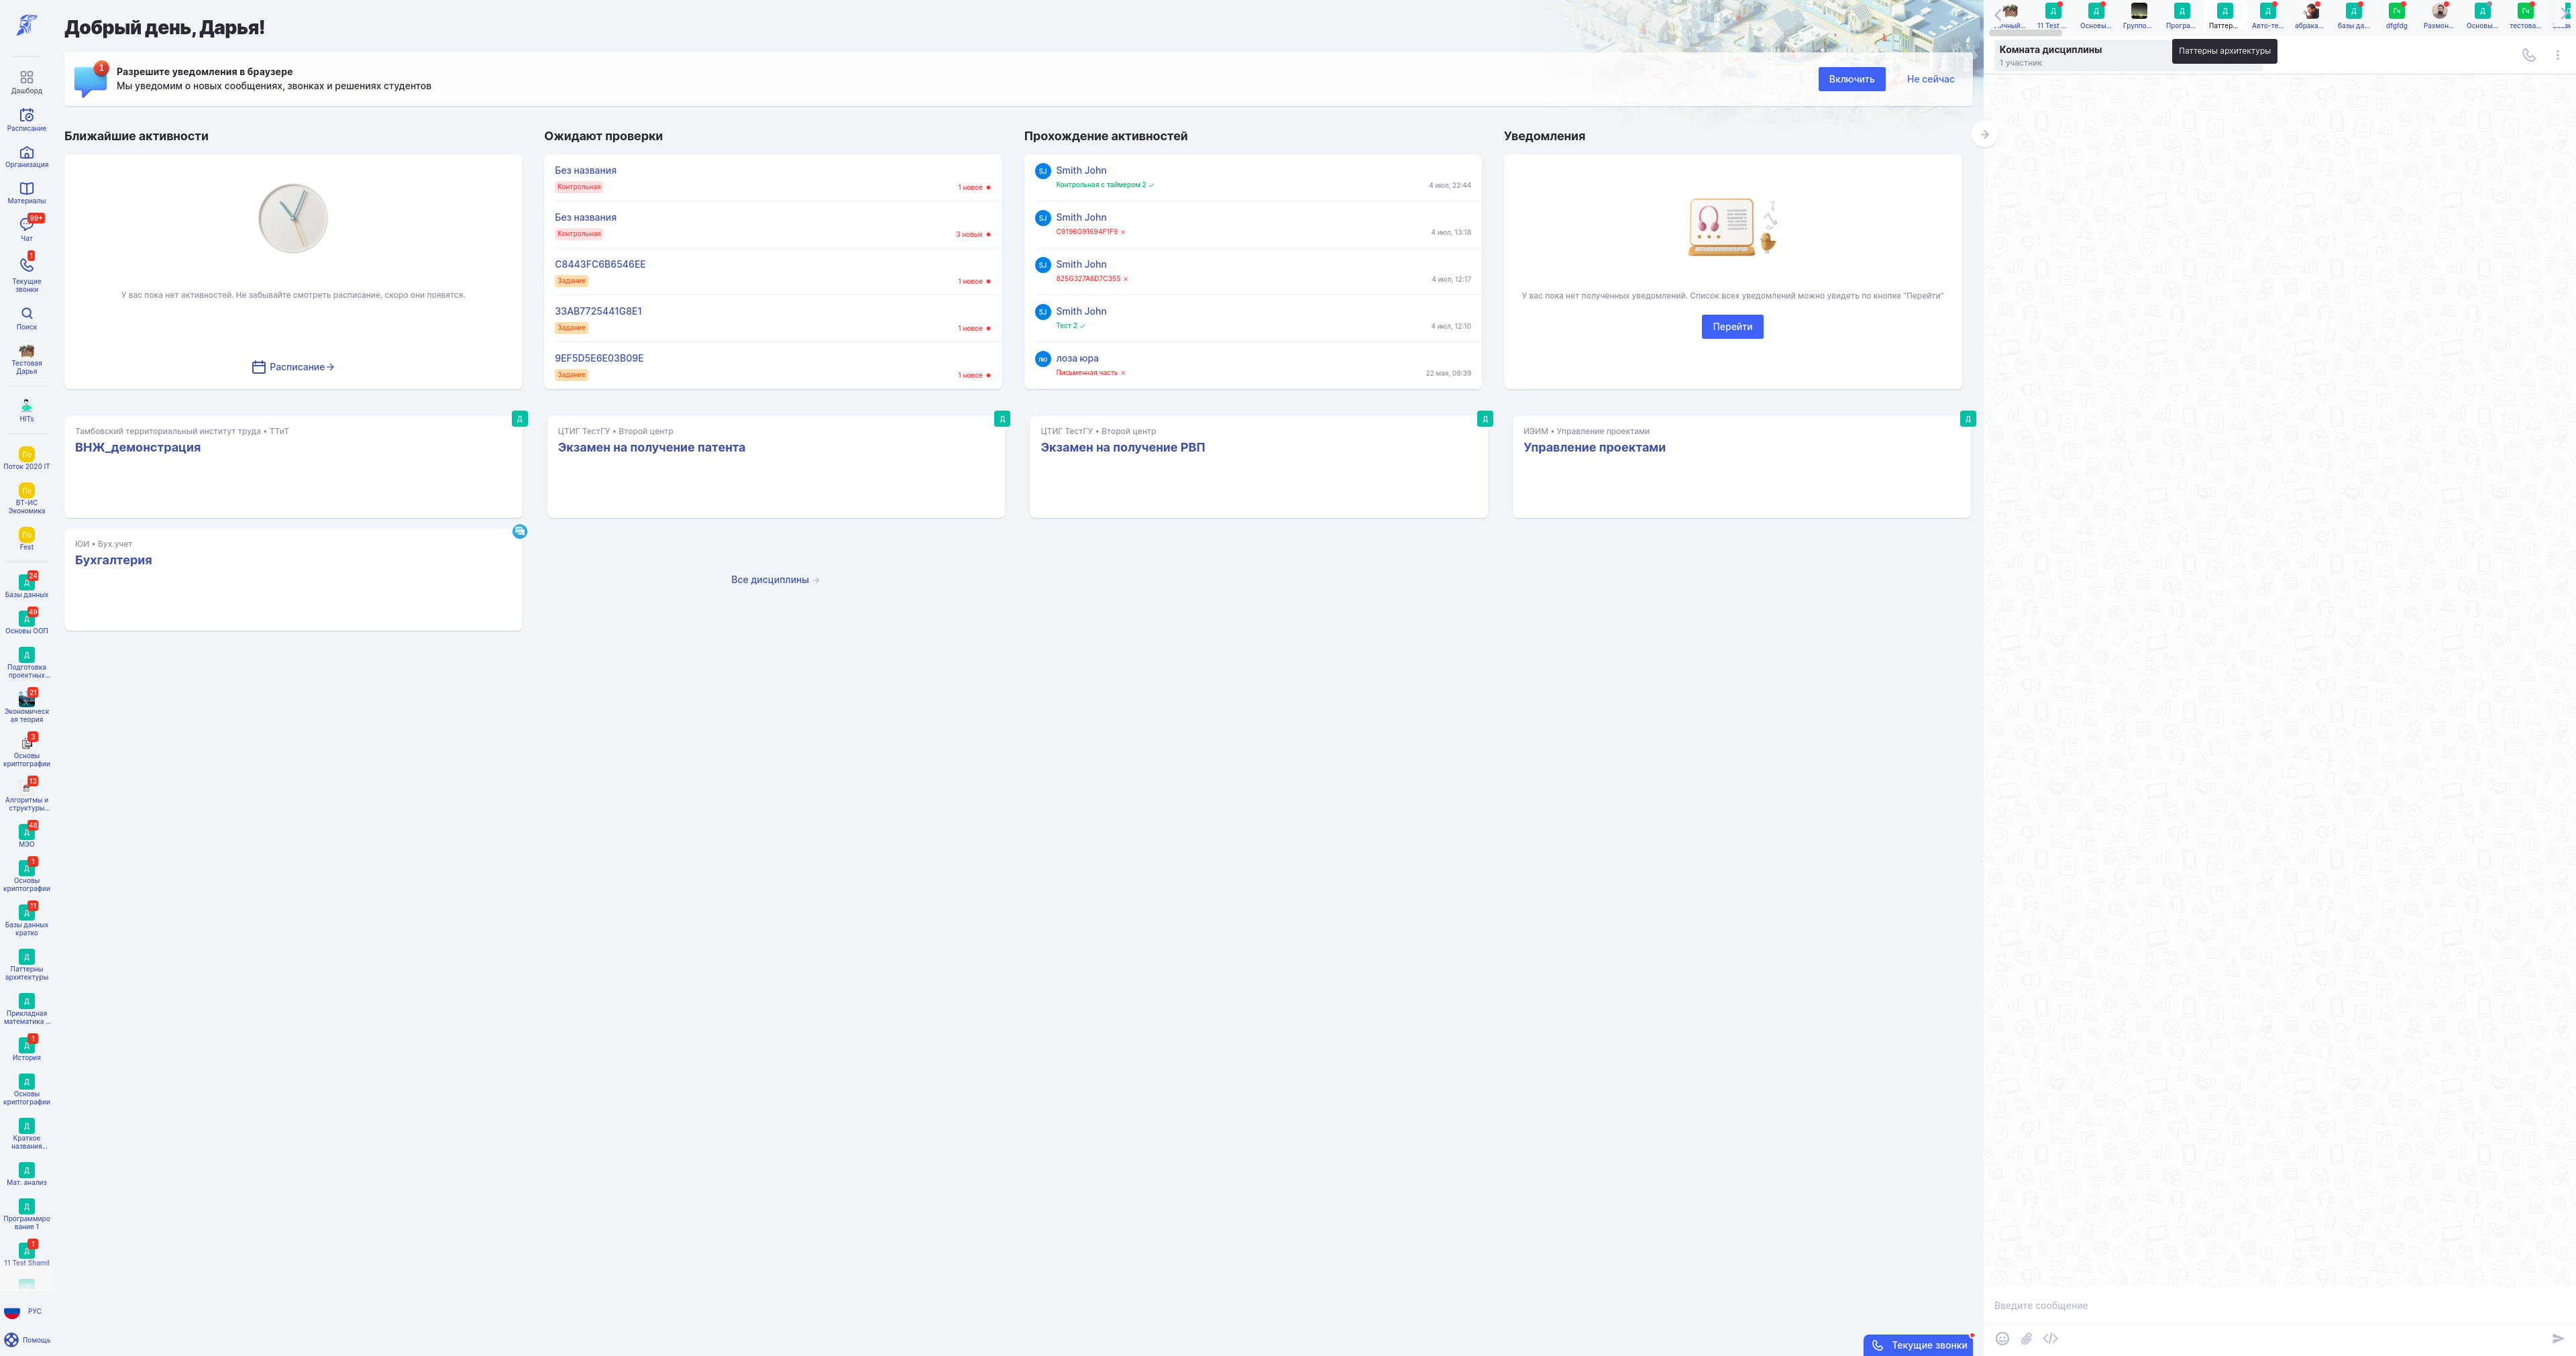 Дашборд
Расписание
Организация
Материалы
99+
Чат
1
Текущие
звонки
Поиск
Тестовая
Дарья
HITs
По
Поток 2020 IT
По
ВТ-ИС
Экономика
По
Fest
24
Д
Базы данных
49
Д
Основы ООП
Д
Подготовка
проектных...
21
Экономическ
ая теория
3
Основы
криптографии
13
Алгоритмы и
структуры...
48
Д
МЭО
1
Д
Основы
криптографии
11
Д
Базы данных
кратко
Д
Паттерны
архитектуры
Д
Прикладная
математика ...
1
Д
История
Д
Основы
криптографии
Д
Краткое
названия...
Д
Мат. анализ
Д
Программиро
вание 1
1
Д
11 Test Shamil
РУС
Помощь
Добрый день, Дарья!
1
Разрешите уведомления в браузере
Мы уведомим о новых сообщениях, звонках и решениях студентов
Включить
Не сейчас
Ближайшие активности
У вас пока нет активностей. Не забывайте смотреть расписание, скоро они появятся.
Расписание
Ожидают проверки
Без названия
Контрольная
1 новое
Без названия
Контрольная
3 новых
C8443FC6B6546EE
Задание
1 новое
33AB7725441G8E1
Задание
1 новое
9EF5D5E6E03B09E
Задание
1 новое
Прохождение активностей
SJ Smith John
Контрольная с таймером 2
4 июл, 22:44
SJ Smith John
C9196G91694F1F9
4 июл, 13:18
SJ Smith John
825G327A6D7C355
4 июл, 12:17
SJ Smith John
Тест 2
4 июл, 12:10
лю лоза юра
Письменная часть
22 мая, 08:39
Уведомления
У вас пока нет полученных уведомлений. Список всех уведомлений можно увидеть по кнопке "Перейти"
Перейти
Д
Тамбовский территориальный институт труда • ТТиТ
ВНЖ_демонстрация
Д
ЦТИГ ТестГУ • Второй центр
Экзамен на получение патента
Д
ЦТИГ ТестГУ • Второй центр
Экзамен на получение РВП
Д
ИЭИМ • Управление проектами
Управление проектами
ЮИ • Бух.учет
Бухгалтерия
Все дисциплины
Текущие звонки
Д Д Д Д Д Д Гч Д Гч
11 Test ... Основы... Группо... Програ... Паттер... Авто-те... абрака... базы да... dfgfdg Рахмон... Основы... тестова...
Комната дисциплины
1 участник
Паттерны архитектуры
Введите сообщение